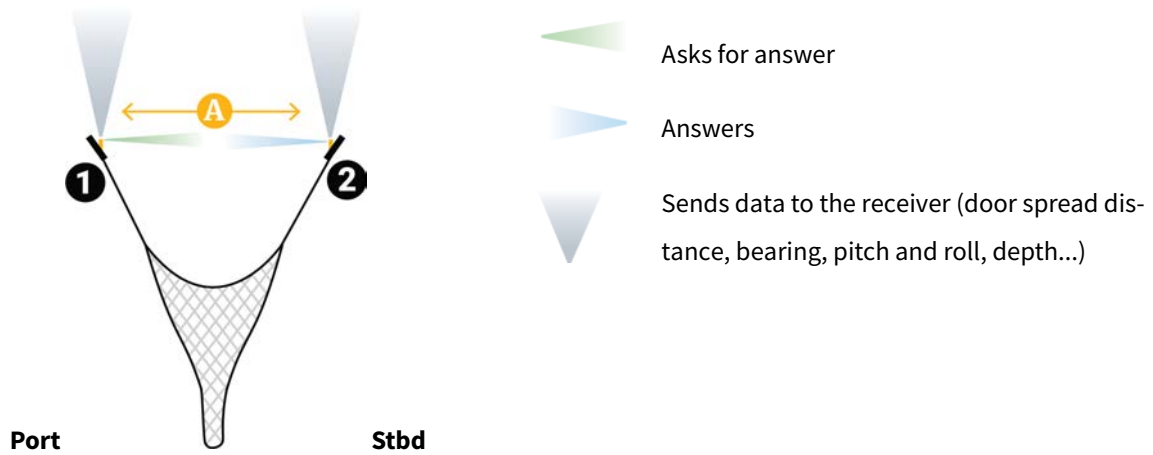 A
1
2
Port
Stbd
Asks for answer
Answers
Sends data to the receiver (door spread dis-
tance, bearing, pitch and roll, depth...)